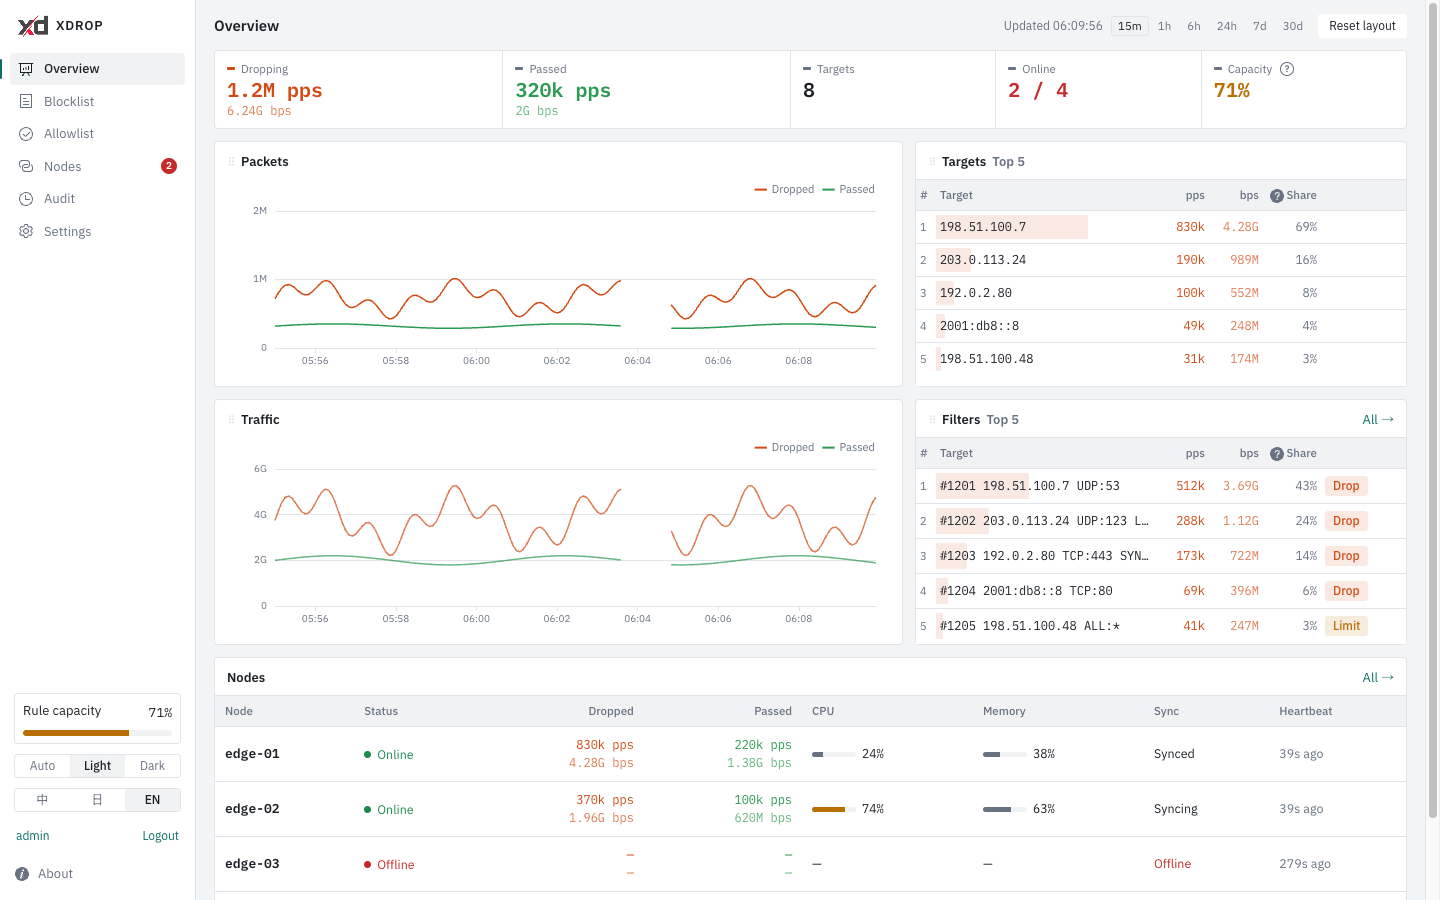 xd XDROP
Overview
Blocklist
Allowlist
Nodes 2
Audit
Settings
Rule capacity 71%
Auto Light Dark
中 日 EN
admin Logout
About
Overview
Updated 06:09:56 15m 1h 6h 24h 7d 30d Reset layout
Dropping
1.2M pps
6.24G bps
Passed
320k pps
2G bps
Targets
8
Online
2 / 4
Capacity ?
71%
Packets
Dropped Passed
2M
1M
0
05:56 05:58 06:00 06:02 06:04 06:06 06:08
Targets Top 5
# Target pps bps ? Share
1 198.51.100.7 830k 4.28G 69%
2 203.0.113.24 190k 989M 16%
3 192.0.2.80 100k 552M 8%
4 2001:db8::8 49k 248M 4%
5 198.51.100.48 31k 174M 3%
Traffic
Dropped Passed
6G
4G
2G
0
05:56 05:58 06:00 06:02 06:04 06:06 06:08
Filters Top 5 All →
# Target pps bps ? Share
1 #1201 198.51.100.7 UDP:53 512k 3.69G 43% Drop
2 #1202 203.0.113.24 UDP:123 L… 288k 1.12G 24% Drop
3 #1203 192.0.2.80 TCP:443 SYN… 173k 722M 14% Drop
4 #1204 2001:db8::8 TCP:80 69k 396M 6% Drop
5 #1205 198.51.100.48 ALL:* 41k 247M 3% Limit
Nodes All →
Node Status Dropped Passed CPU Memory Sync Heartbeat
edge-01 Online 830k pps 220k pps 24% 38% Synced 39s ago
4.28G bps 1.38G bps
edge-02 Online 370k pps 100k pps 74% 63% Syncing 39s ago
1.96G bps 620M bps
edge-03 Offline — — — — Offline 279s ago
— —